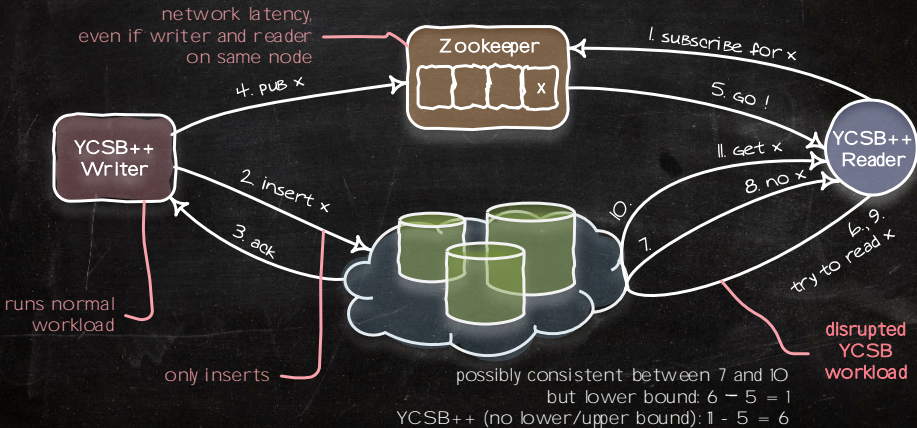 network latency,
even if writer and reader
on same node
Zookeeper
x
1. subscribe for x
4. pub x
5. GO !
YCSB++
Writer
YCSB++
Reader
2. insert x
3. ack
11. get x
8. no x
10.
7.
6., 9.
try to read x
runs normal
workload
only inserts
disrupted
YCSB
workload
possibly consistent between 7 and 10
but lower bound: 6 - 5 = 1
YCSB++ (no lower/upper bound): 11 - 5 = 6